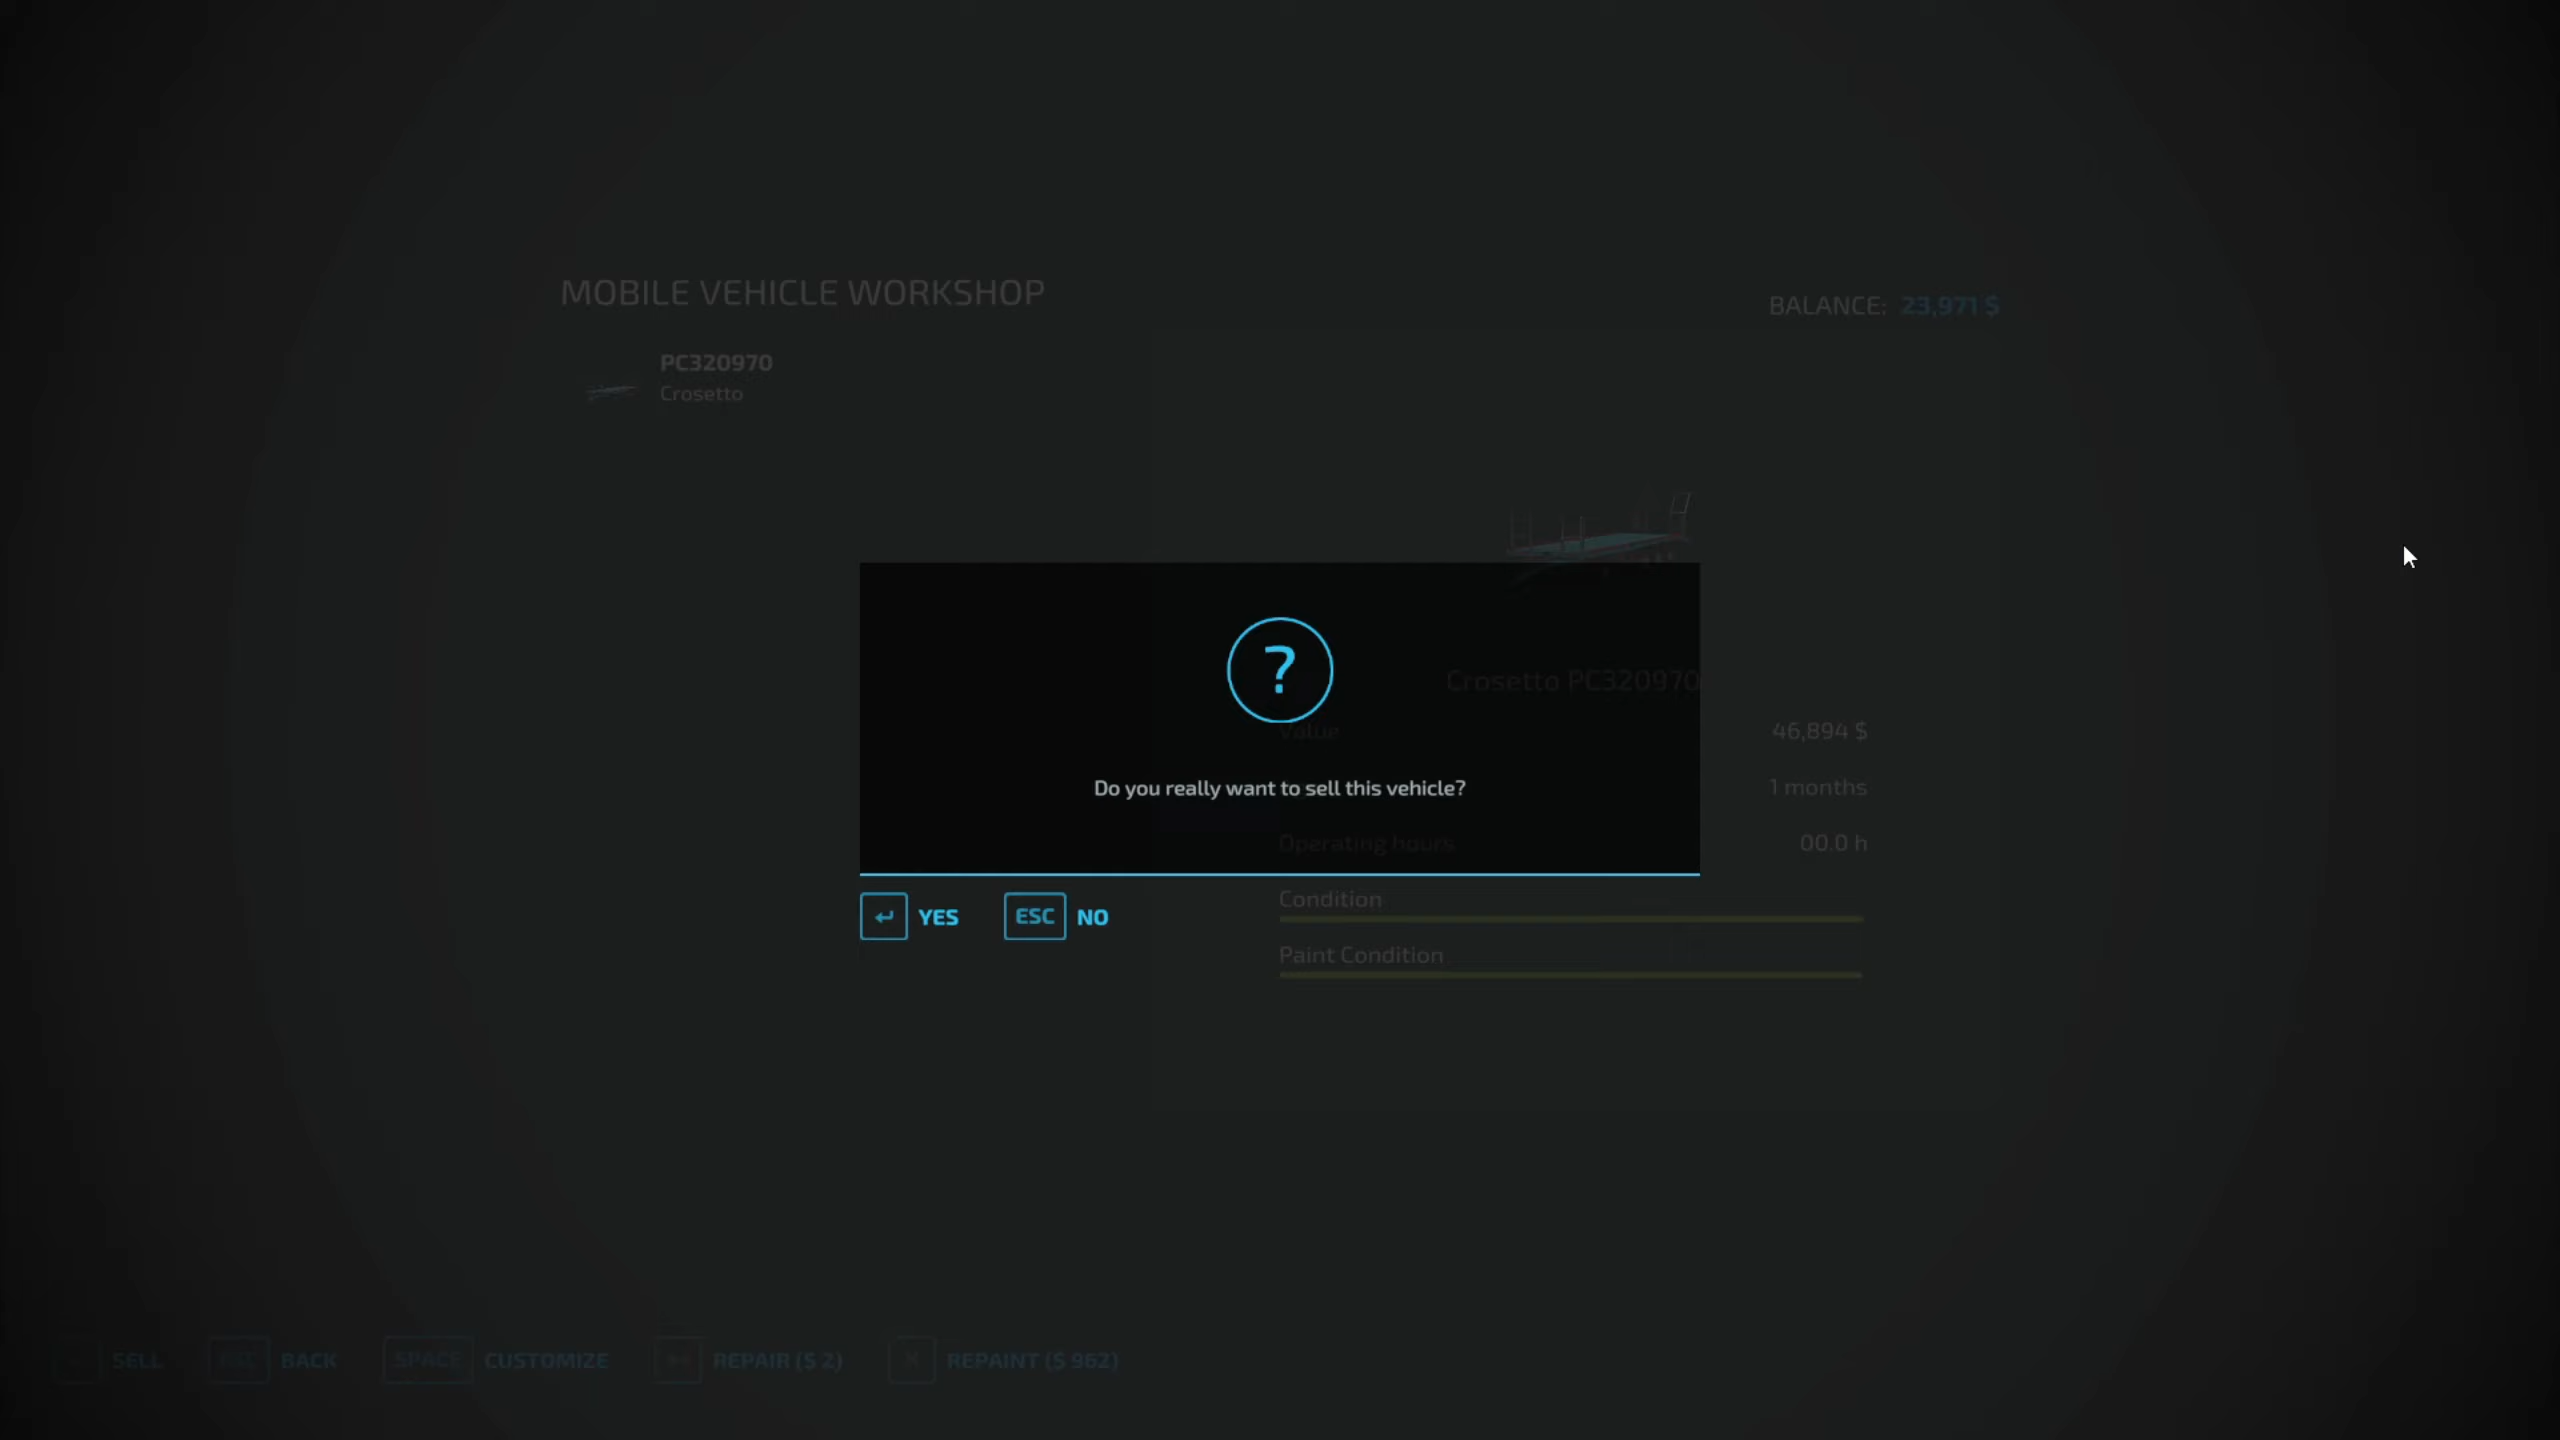 MOBILE VEHICLE WORKSHOP
BALANCE: 23,971 $
PC320970
Crosetto
?
Crosetto PC320970
Value
46,894 $
Do you really want to sell this vehicle?
1 months
Operating hours
00.0 h
Condition
YES
ESC NO
Paint Condition
SELL
BACK
SPACE CUSTOMIZE
REPAIR ($ 2)
REPAINT ($ 962)